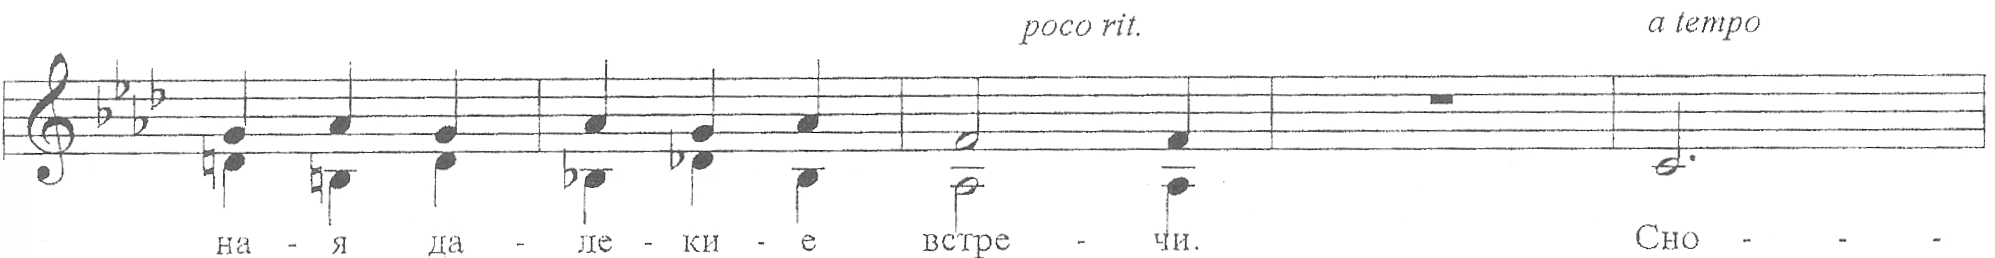 poco rit. a tempo
на - я да - ле - ки - е встре - чи. Сно - - -